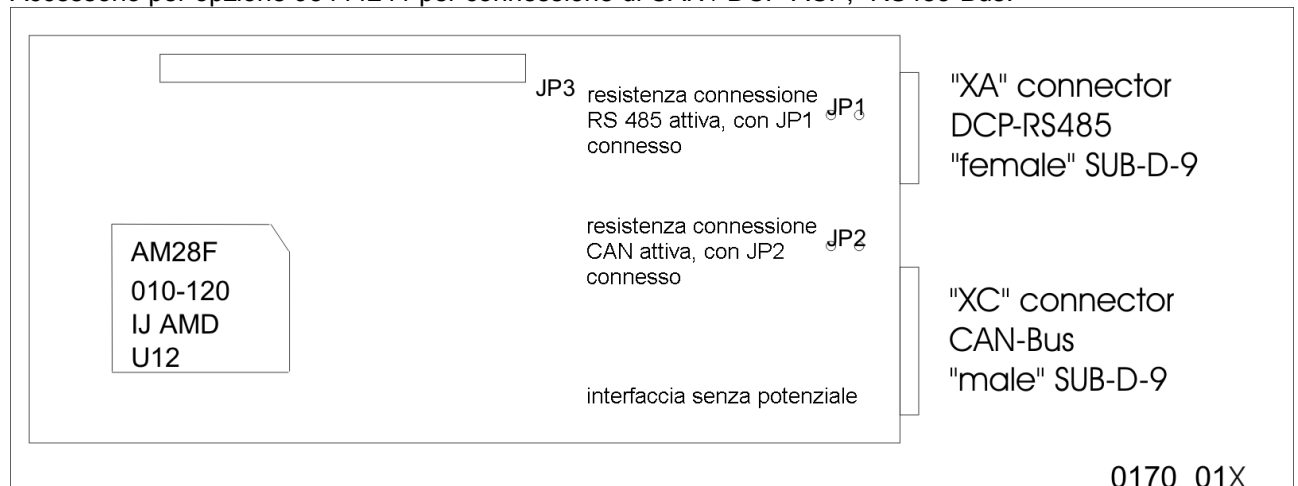 JP3
resistenza connessione
RS 485 attiva, con JP1
connesso
JP1
"XA" connector
DCP-RS485
"female" SUB-D-9
resistenza connessione
CAN attiva, con JP2
connesso
JP2
AM28F
010-120
IJ AMD
U12
"XC" connector
CAN-Bus
"male" SUB-D-9
interfaccia senza potenziale
0170_01X